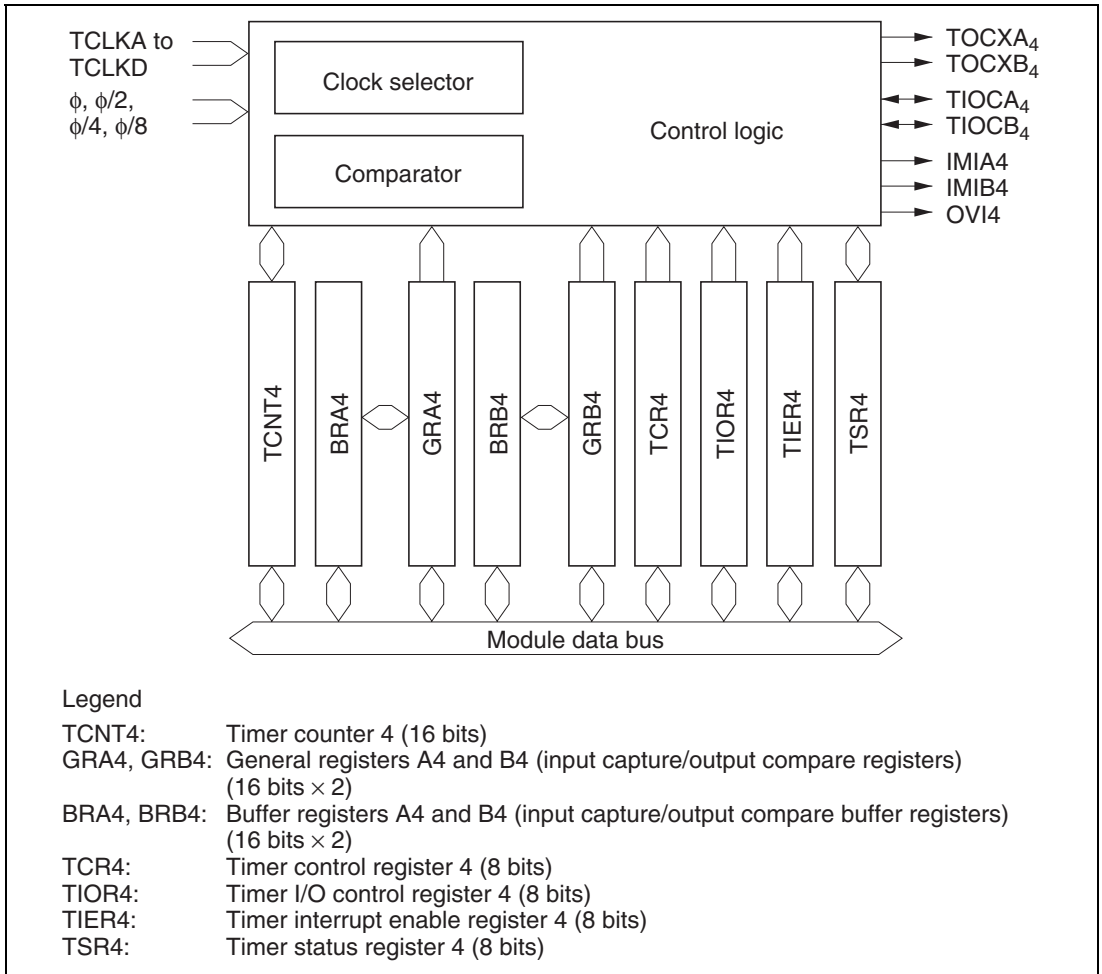 TCLKA to
TCLKD
ϕ, ϕ/2,
ϕ/4, ϕ/8
Clock selector
Comparator
Control logic
TOCXA4
TOCXB4
TIOCA4
TIOCB4
IMIA4
IMIB4
OVI4
TCNT4
BRA4
GRA4
BRB4
GRB4
TCR4
TIOR4
TIER4
TSR4
Module data bus
Legend
TCNT4: Timer counter 4 (16 bits)
GRA4, GRB4: General registers A4 and B4 (input capture/output compare registers)
(16 bits × 2)
BRA4, BRB4: Buffer registers A4 and B4 (input capture/output compare buffer registers)
(16 bits × 2)
TCR4: Timer control register 4 (8 bits)
TIOR4: Timer I/O control register 4 (8 bits)
TIER4: Timer interrupt enable register 4 (8 bits)
TSR4: Timer status register 4 (8 bits)